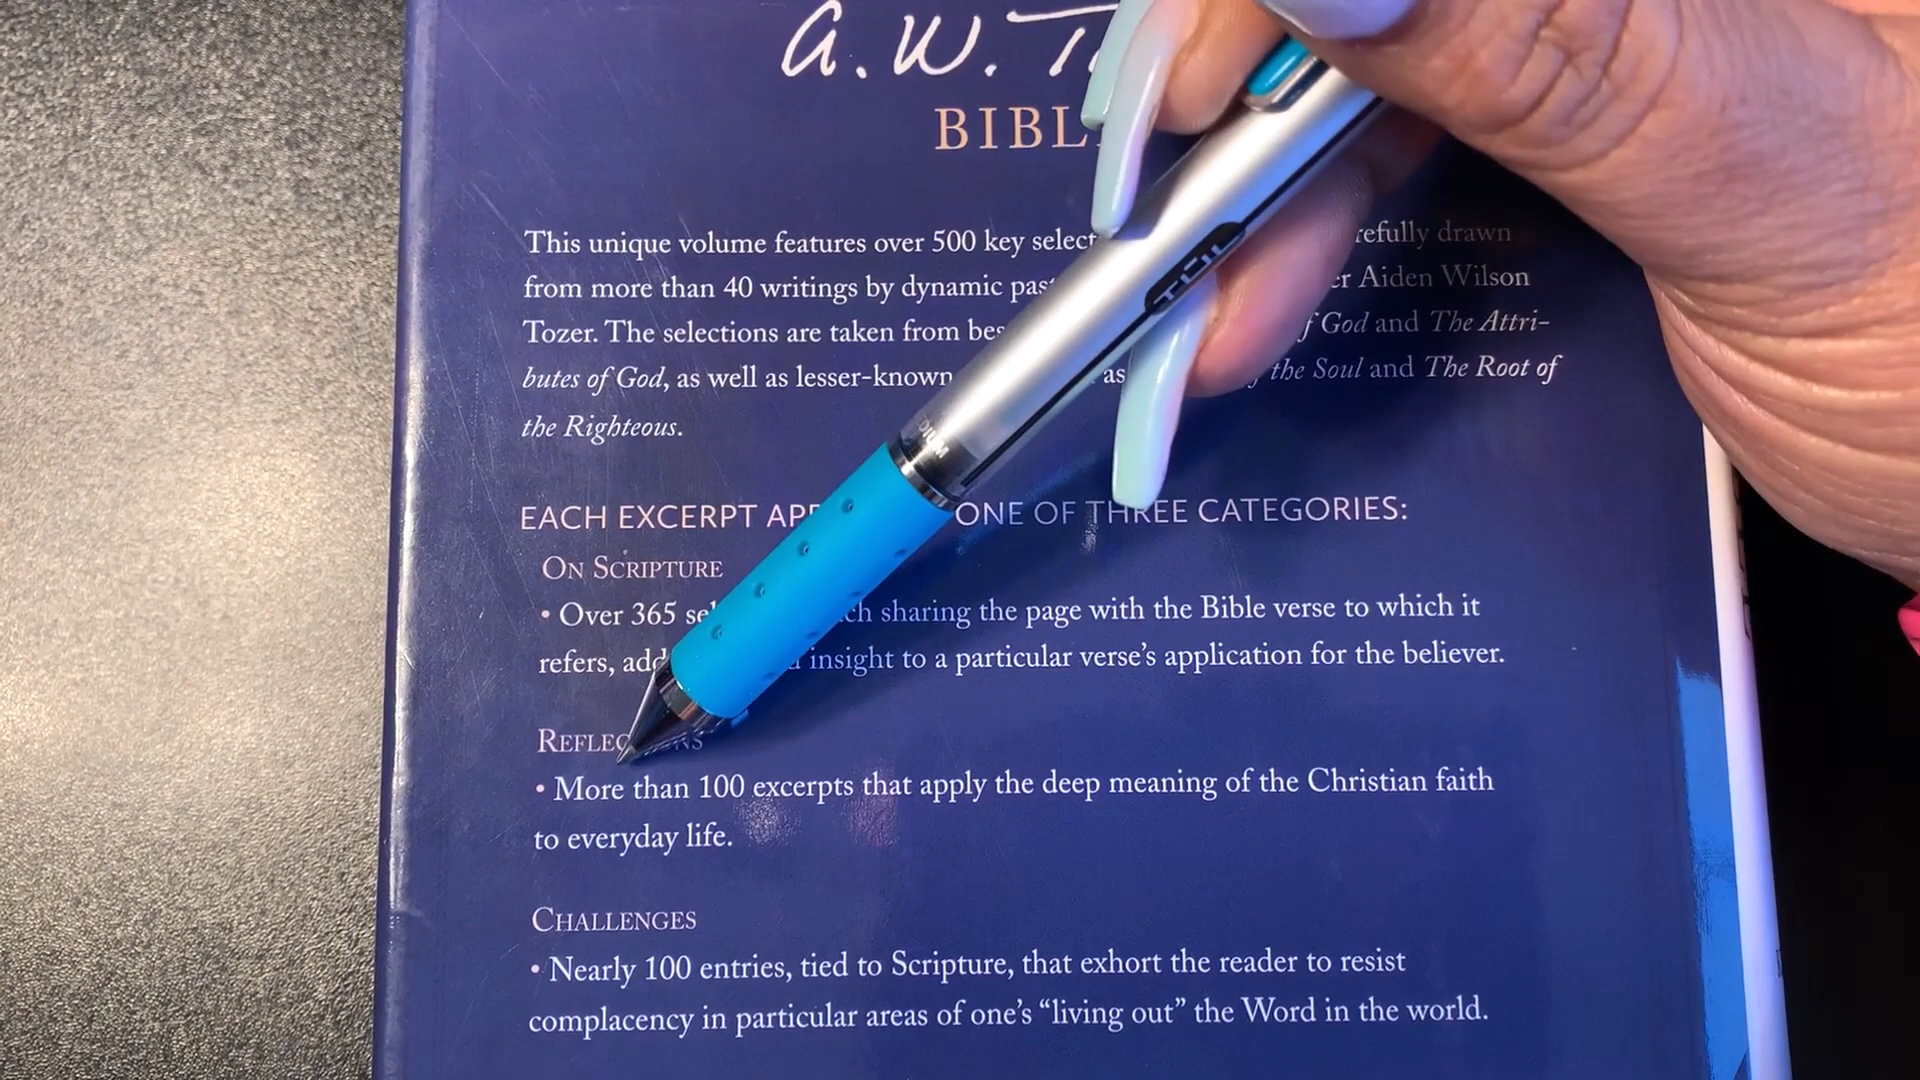 A. W.
BIBL
This unique volume features over 500 key select refully drawn
from more than 40 writings by dynamic pas er Aiden Wilson
Tozer. The selections are taken from bes f God and The Attri-
butes of God, as well as lesser-known as the Soul and The Root of
the Righteous.
EACH EXCERPT APP ONE OF THREE CATEGORIES:
ON SCRIPTURE
• Over 365 sel ch sharing the page with the Bible verse to which it
refers, add insight to a particular verse's application for the believer.
REFLECTIONS
• More than 100 excerpts that apply the deep meaning of the Christian faith
to everyday life.
CHALLENGES
• Nearly 100 entries, tied to Scripture, that exhort the reader to resist
complacency in particular areas of one's “living out” the Word in the world.